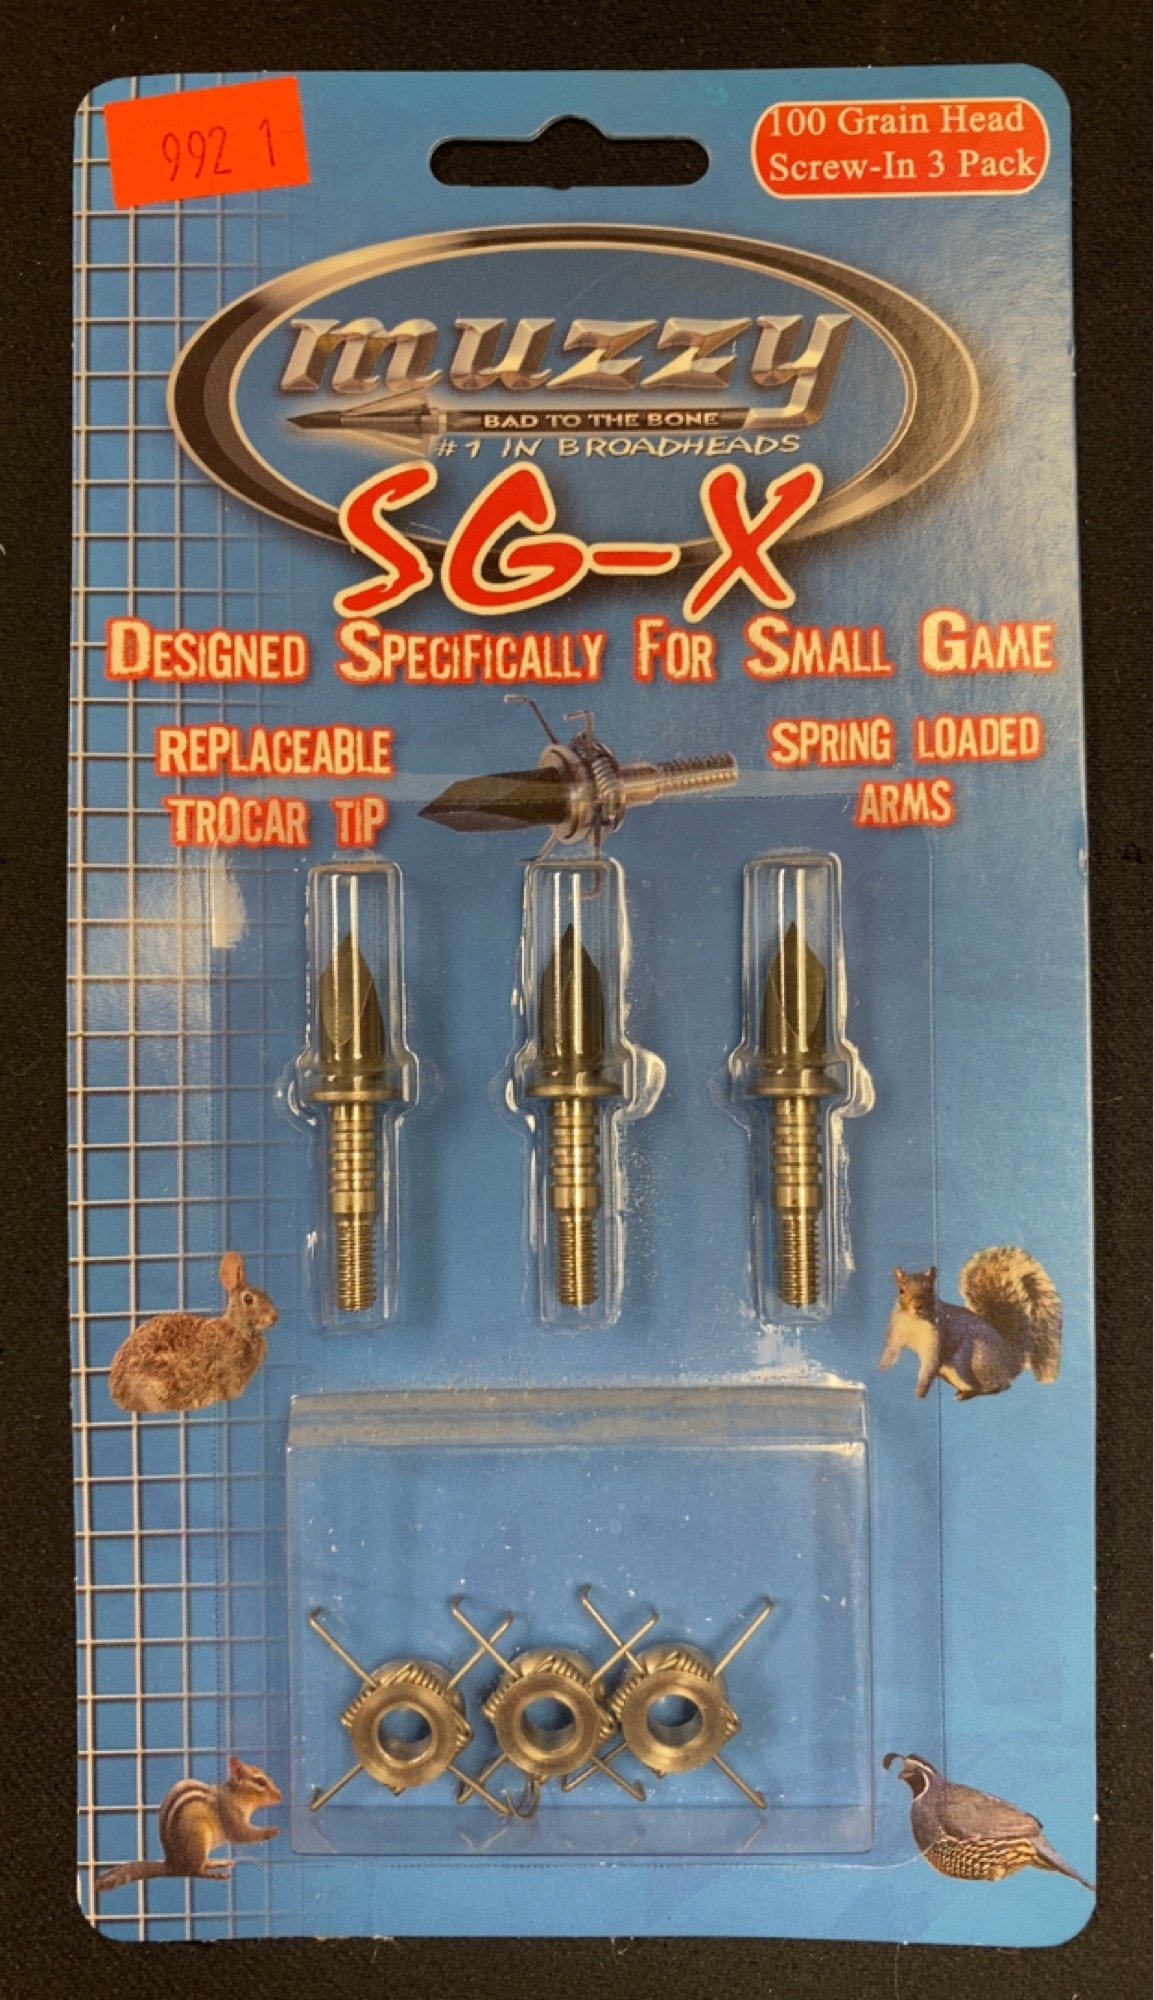 992 1
100 Grain Head
Screw-In 3 Pack
muzzy
BAD TO THE BONE
#1 IN BROADHEADS
SG-X
DESIGNED SPECIFICALLY FOR SMALL GAME
REPLACEABLE
TROCAR TIP
SPRING LOADED
ARMS